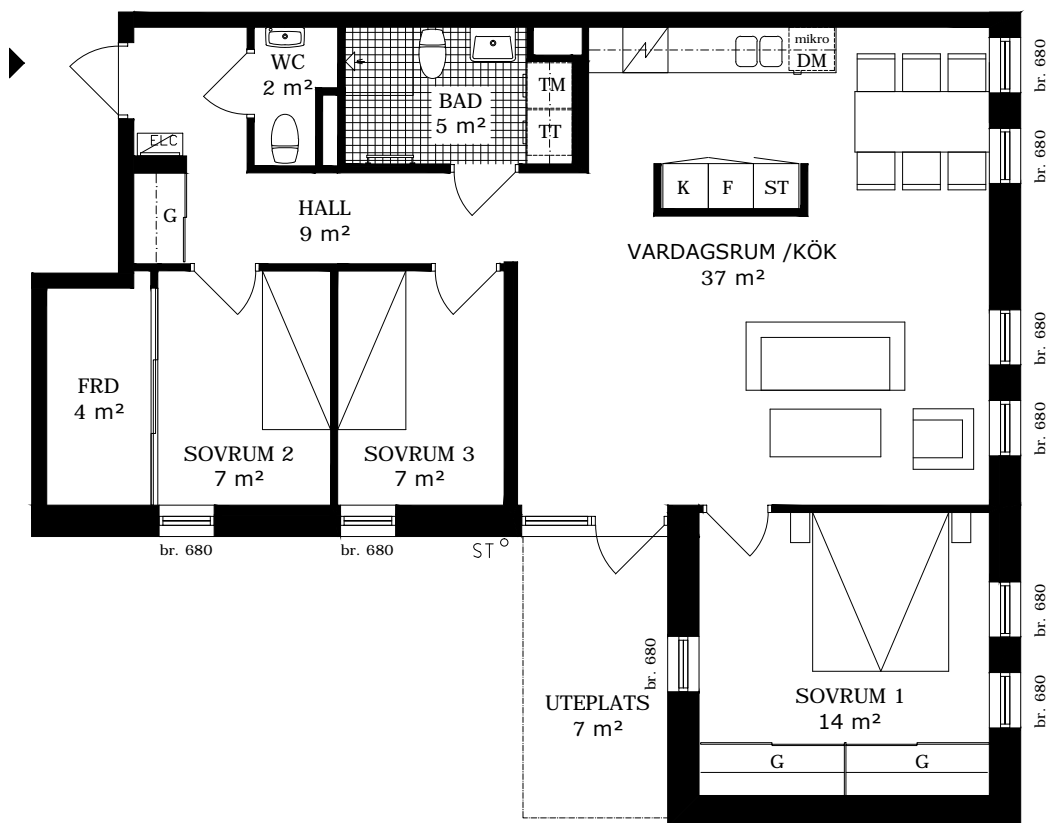 WC
2 m²
BAD
5 m²
TM
TT
mikro
DM
br. 680
br. 680
ELC
G
HALL
9 m²
K F ST
VARDAGSRUM /KÖK
37 m²
br. 680
br. 680
FRD
4 m²
SOVRUM 2
7 m²
SOVRUM 3
7 m²
br. 680
br. 680
ST
br. 680
br. 680
br. 680
UTEPLATS
7 m²
SOVRUM 1
14 m²
G G